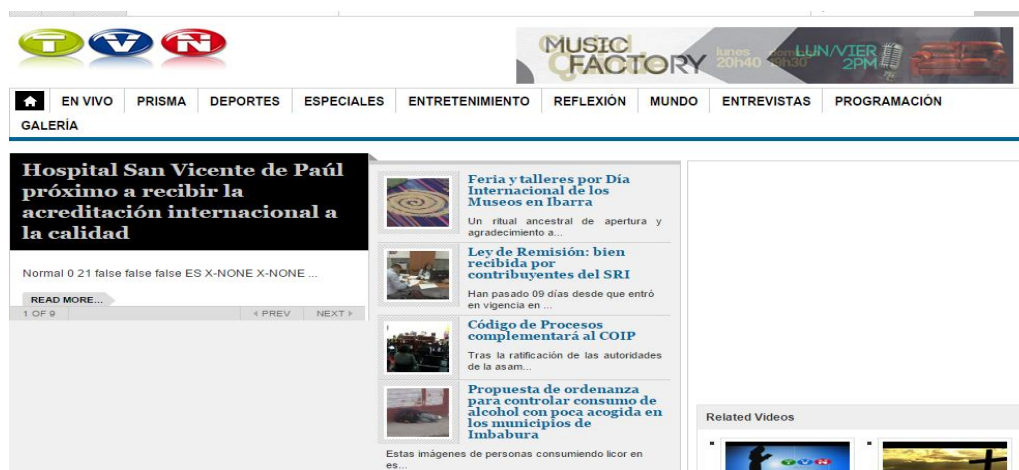 TVN
MUSIC
FACTORY
lunes
20h40
19h30
LUN/VIER
2PM
EN VIVO PRISMA DEPORTES ESPECIALES ENTRETENIMIENTO REFLEXIÓN MUNDO ENTREVISTAS PROGRAMACIÓN
GALERÍA
Hospital San Vicente de Paúl
próximo a recibir la
acreditación internacional a
la calidad
Normal 0 21 false false false ES X-NONE X-NONE ...
READ MORE...
1 OF 9 PREV NEXT
Feria y talleres por Día
Internacional de los
Museos en Ibarra
Un ritual ancestral de apertura y
agradecimiento a...
Ley de Remisión: bien
recibida por
contribuyentes del SRI
Han pasado 09 días desde que entró
en vigencia en ...
Código de Procesos
complementará al COIP
Tras la ratificación de las autoridades
de la asam...
Propuesta de ordenanza
para controlar consumo de
alcohol con poca acogida en
los municipios de
Imbabura
Estas imágenes de personas consumiendo licor en
es...
Related Videos
TVN